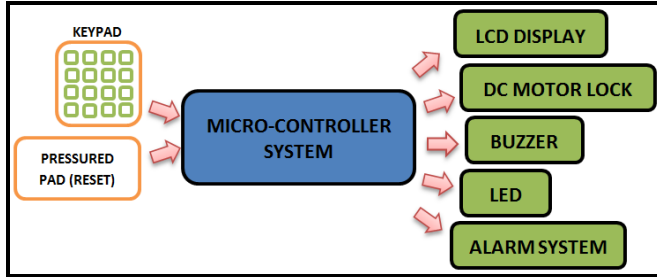 KEYPAD
PRESSURED
PAD (RESET)
MICRO-CONTROLLER
SYSTEM
LCD DISPLAY
DC MOTOR LOCK
BUZZER
LED
ALARM SYSTEM